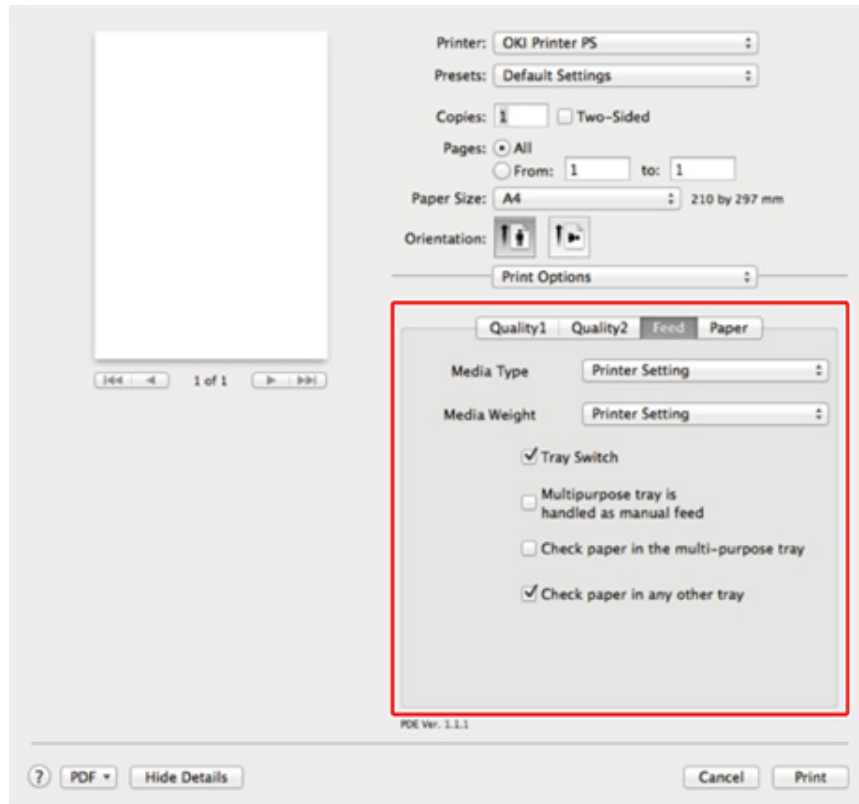 Printer: OKI Printer PS
Presets: Default Settings
Copies: 1 Two-Sided
Pages: All
From: 1 to: 1
Paper Size: A4 210 by 297 mm
Orientation:
Print Options
Quality1 Quality2 Feed Paper
Media Type Printer Setting
1 of 1
Media Weight Printer Setting
Tray Switch
Multipurpose tray is
handled as manual feed
Check paper in the multi-purpose tray
Check paper in any other tray
PDE Ver. 1.1.1
? PDF Hide Details Cancel Print